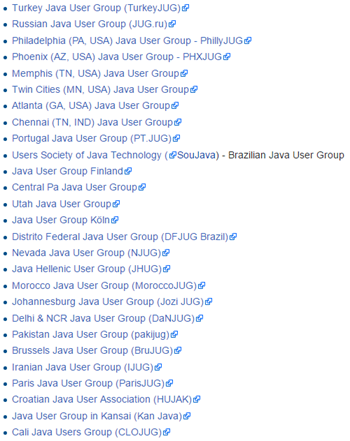 Turkey Java User Group (TurkeyJUG)
Russian Java User Group (JUG.ru)
Philadelphia (PA, USA) Java User Group - PhillyJUG
Phoenix (AZ, USA) Java User Group - PHXJUG
Memphis (TN, USA) Java User Group
Twin Cities (MN, USA) Java User Group
Atlanta (GA, USA) Java User Group
Chennai (TN, IND) Java User Group
Portugal Java User Group (PT.JUG)
Users Society of Java Technology (SouJava) - Brazilian Java User Group
Java User Group Finland
Central Pa Java User Group
Utah Java User Group
Java User Group Köln
Distrito Federal Java User Group (DFJUG Brazil)
Nevada Java User Group (NJUG)
Java Hellenic User Group (JHUG)
Morocco Java User Group (MoroccoJUG)
Johannesburg Java User Group (Jozi JUG)
Delhi & NCR Java User Group (DaNJUG)
Pakistan Java User Group (pakijug)
Brussels Java User Group (BruJUG)
Iranian Java User Group (IJUG)
Paris Java User Group (ParisJUG)
Croatian Java User Association (HUJAK)
Java User Group in Kansai (Kan Java)
Cali Java Users Group (CLOJUG)